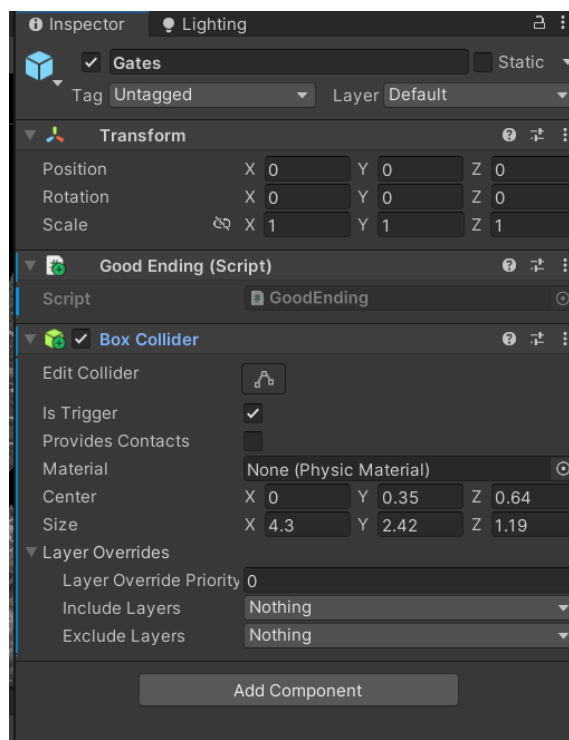 Inspector Lighting
Gates Static
Tag Untagged Layer Default
Transform
Position X 0 Y 0 Z 0
Rotation X 0 Y 0 Z 0
Scale X 1 Y 1 Z 1
Good Ending (Script)
Script GoodEnding
Box Collider
Edit Collider
Is Trigger
Provides Contacts
Material None (Physic Material)
Center X 0 Y 0.35 Z 0.64
Size X 4.3 Y 2.42 Z 1.19
Layer Overrides
Layer Override Priority 0
Include Layers Nothing
Exclude Layers Nothing
Add Component